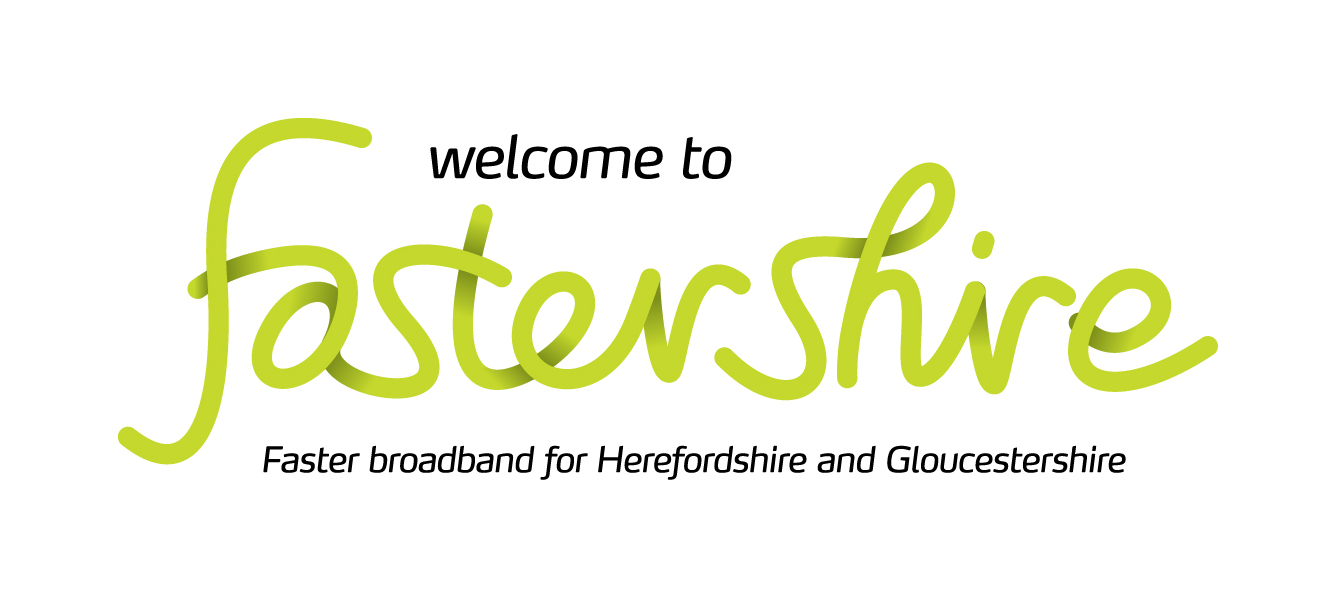 welcome to
fastershire
Faster broadband for Herefordshire and Gloucestershire